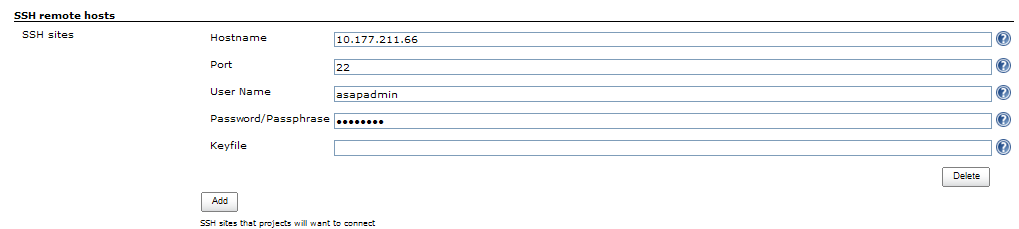 SSH remote hosts
SSH sites
Hostname 10.177.211.66
Port 22
User Name asapadmin
Password/Passphrase ••••••••
Keyfile
Delete
Add
SSH sites that projects will want to connect